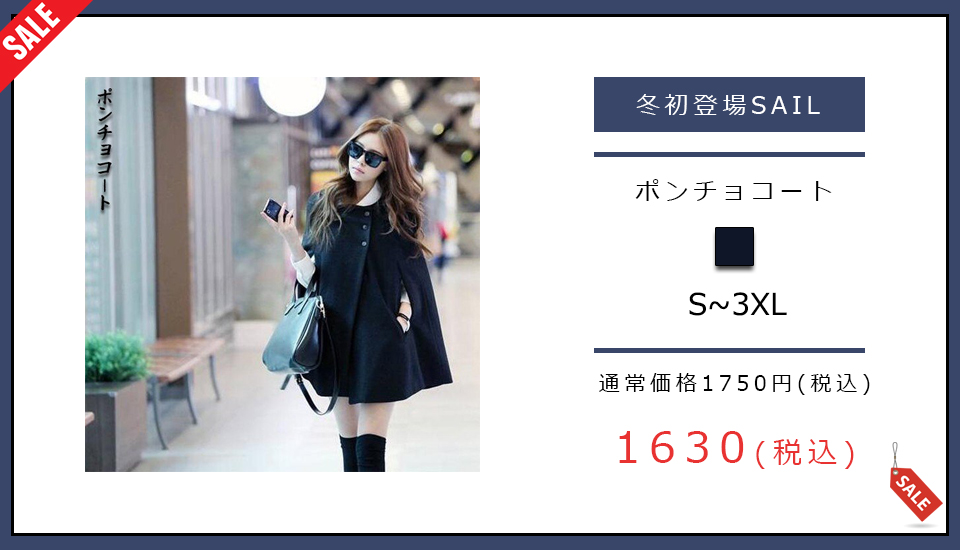 SALE
ポンチョコート
冬初登場SAIL
ポンチョコート
S~3XL
通常価格1750円(税込)
1630(税込)
SALE